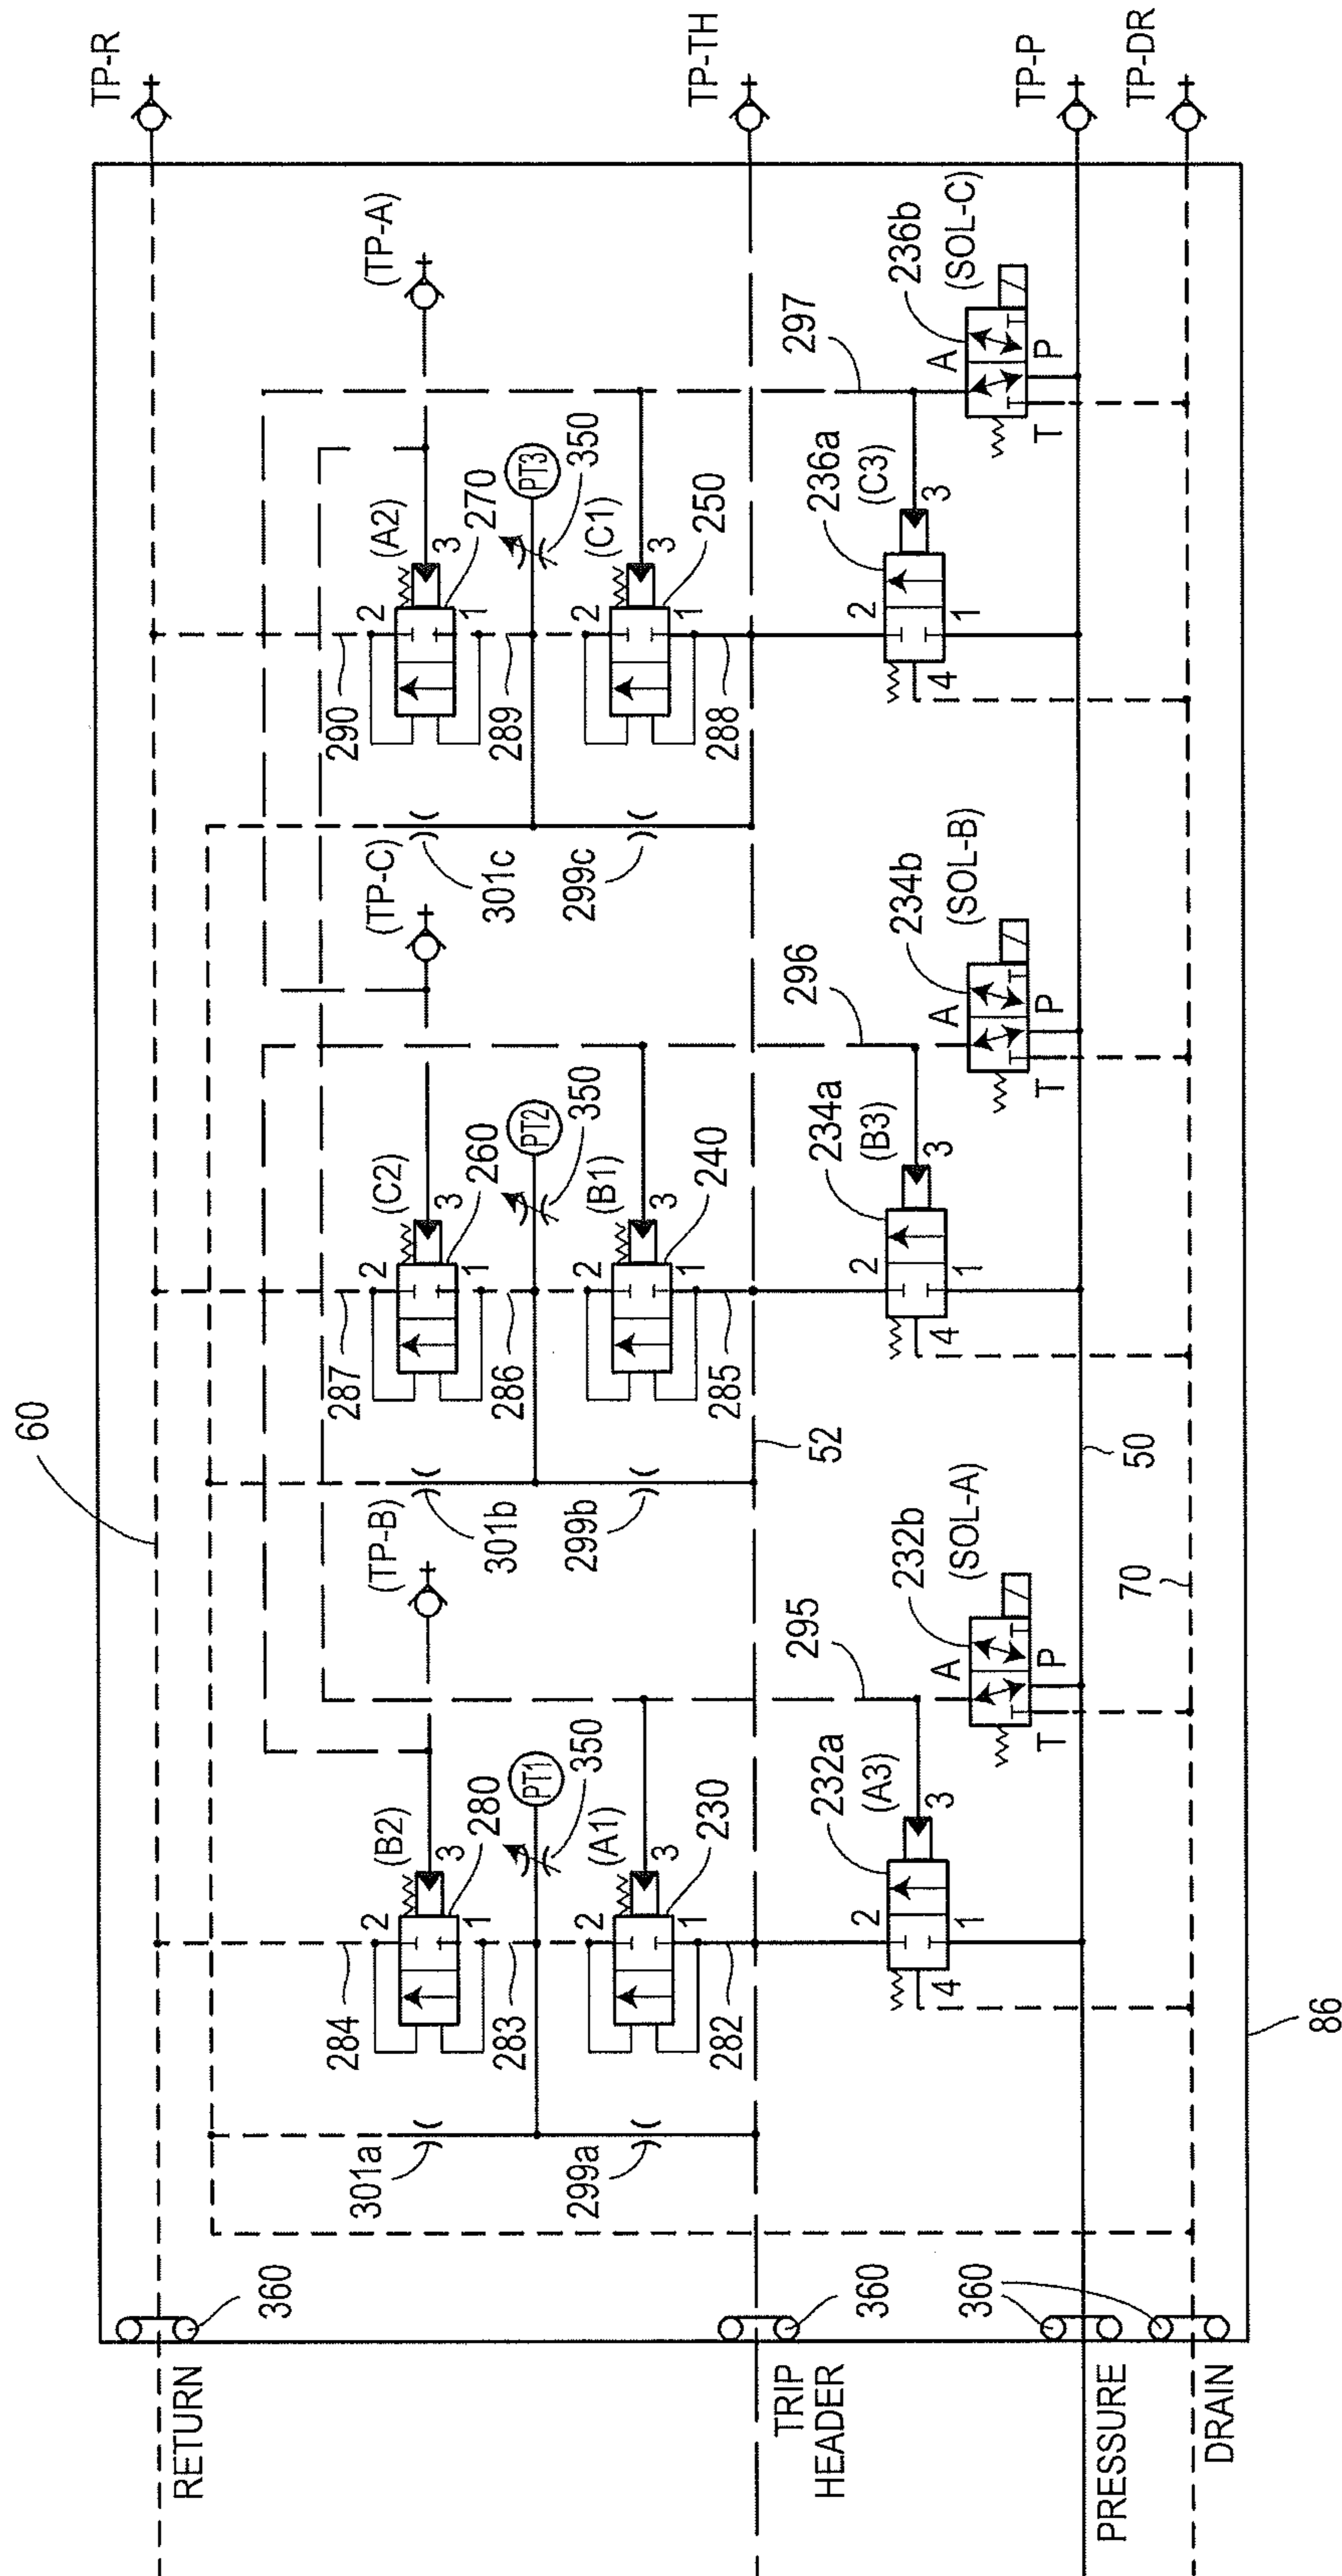 60
TP-R
TP-TH
TP-P
TP-DR
(TP-B)
(TP-C)
(TP-A)
(B2)
(C2)
(A2)
284
2
3
280
287
2
3
260
290
2
3
270
1
1
1
283
PT1
350
286
PT2
350
289
PT3
350
301a
301b
301c
(A1)
(B1)
(C1)
2
3
230
2
3
240
2
3
250
1
1
1
299a
282
299b
285
299c
288
52
295
296
297
232a
(A3)
234a
(B3)
236a
(C3)
2
3
2
3
2
3
4
1
4
1
4
1
A
232b
(SOL-A)
A
234b
(SOL-B)
A
236b
(SOL-C)
T
P
T
P
T
P
50
70
360
360
360
RETURN
TRIP
HEADER
PRESSURE
DRAIN
86